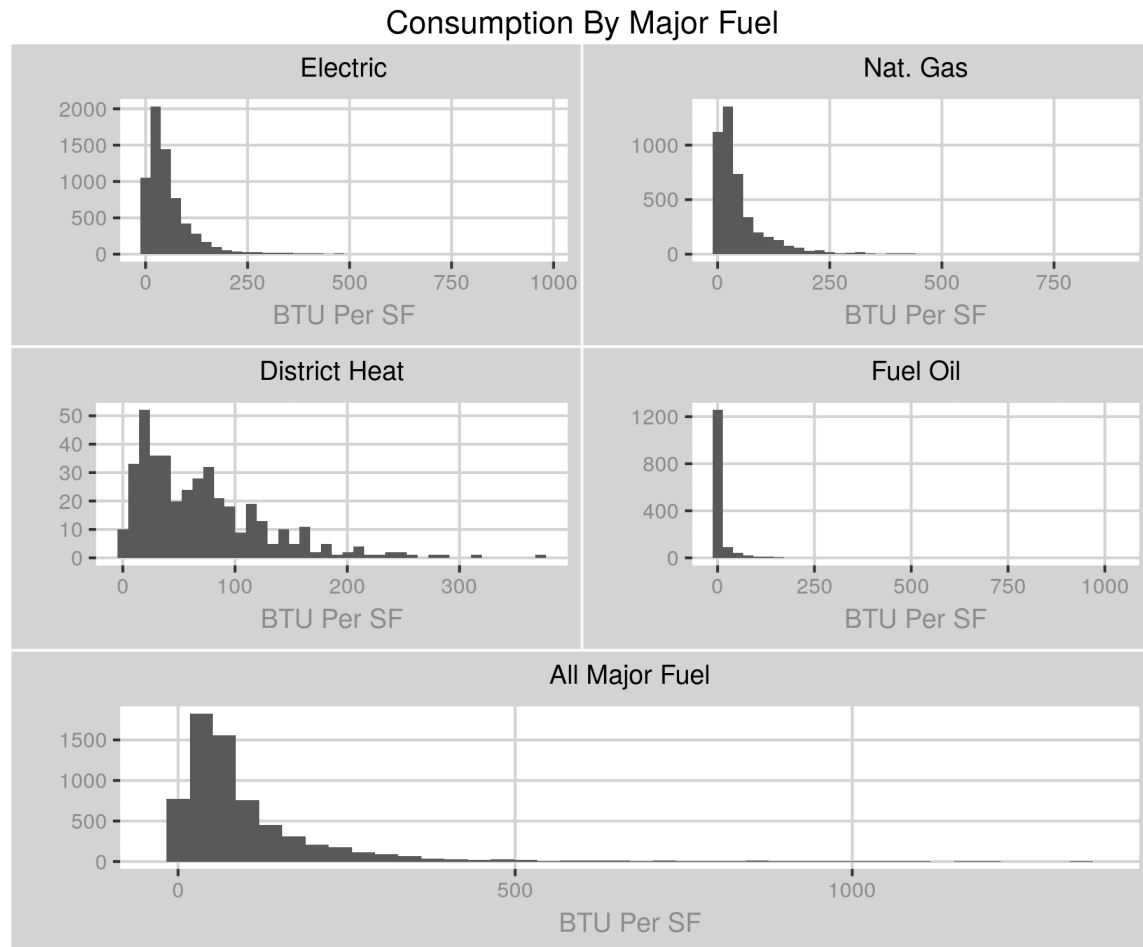 Consumption By Major Fuel
Electric
2000
1500
1000
500
0
0 250 500 750 1000
BTU Per SF
Nat. Gas
1000
500
0
0 250 500 750
BTU Per SF
District Heat
50
40
30
20
10
0
0 100 200 300
BTU Per SF
Fuel Oil
1200
800
400
0
0 250 500 750 1000
BTU Per SF
All Major Fuel
1500
1000
500
0
0 500 1000
BTU Per SF